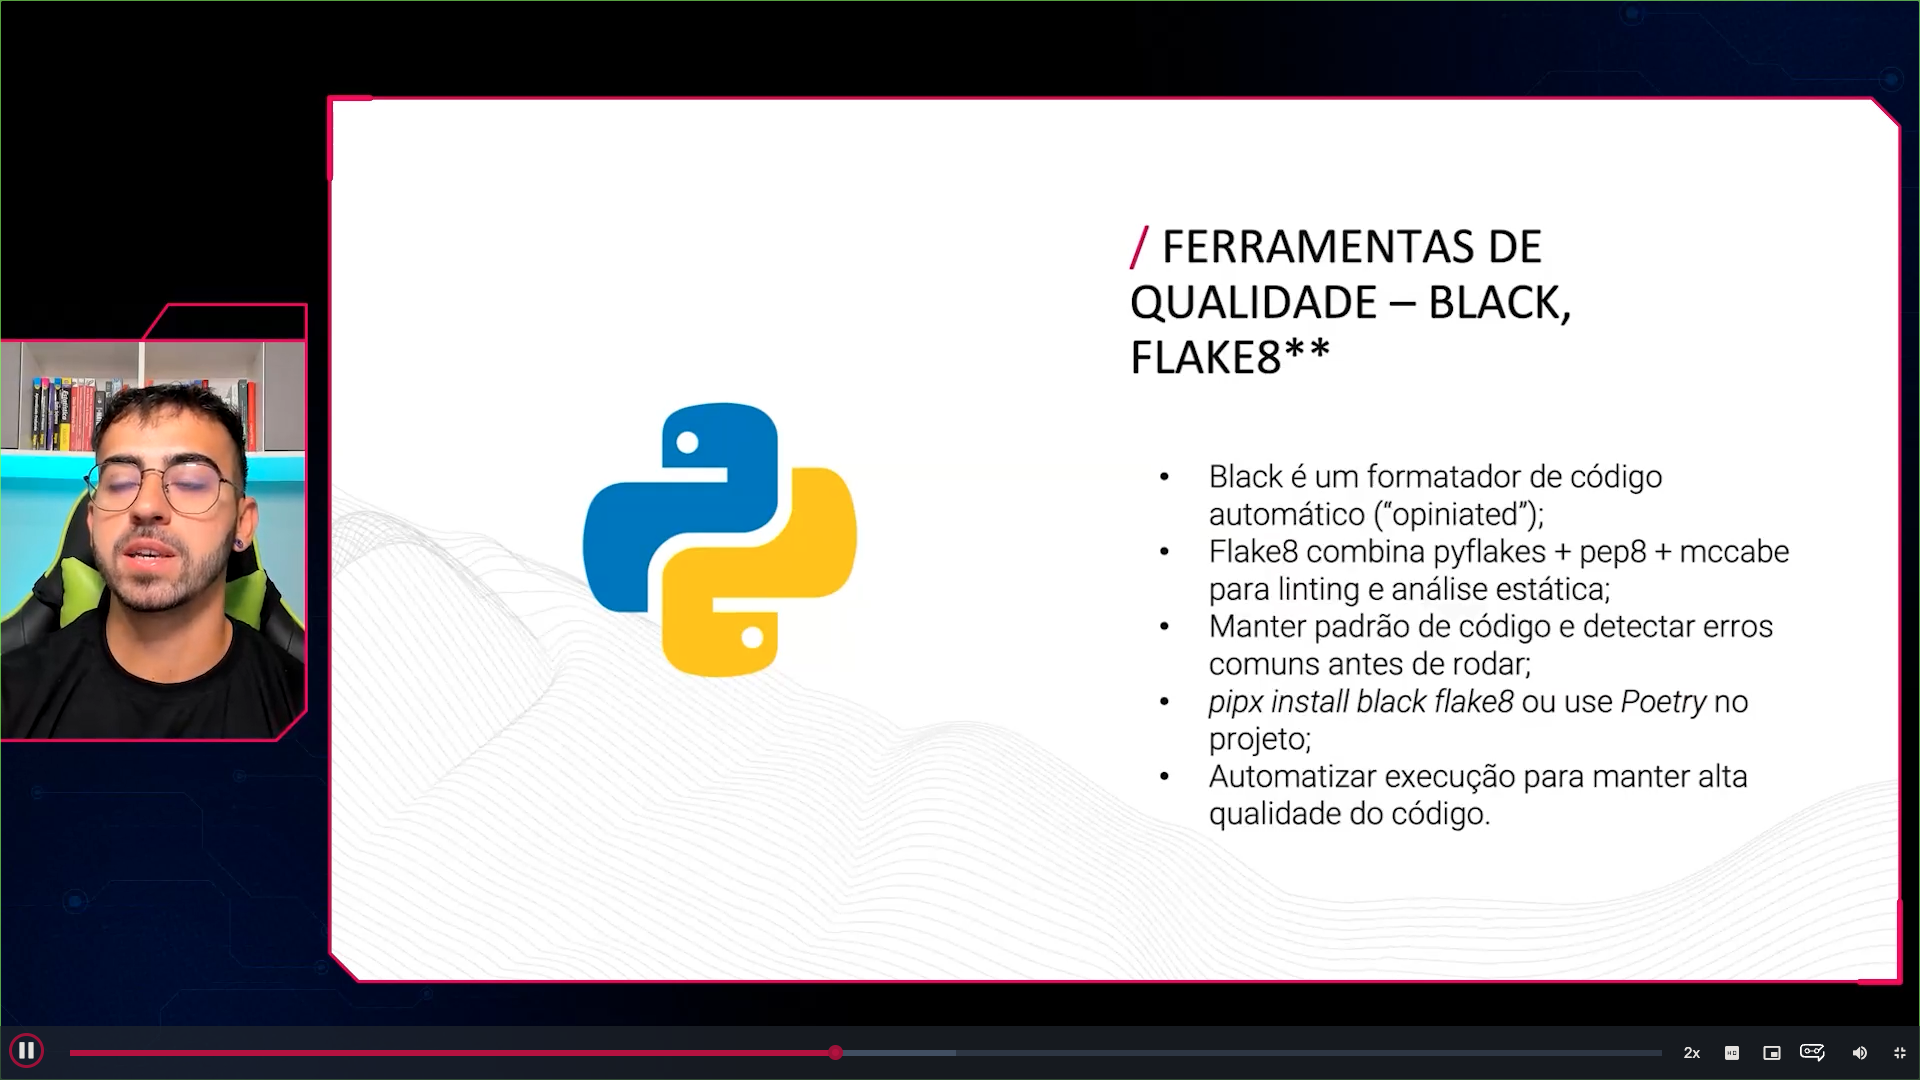 / FERRAMENTAS DE
QUALIDADE – BLACK,
FLAKE8**
• Black é um formatador de código
automático (“opiniated”);
• Flake8 combina pyflakes + pep8 + mccabe
para linting e análise estática;
• Manter padrão de código e detectar erros
comuns antes de rodar;
• pipx install black flake8 ou use Poetry no
projeto;
• Automatizar execução para manter alta
qualidade do código.
2x
HD